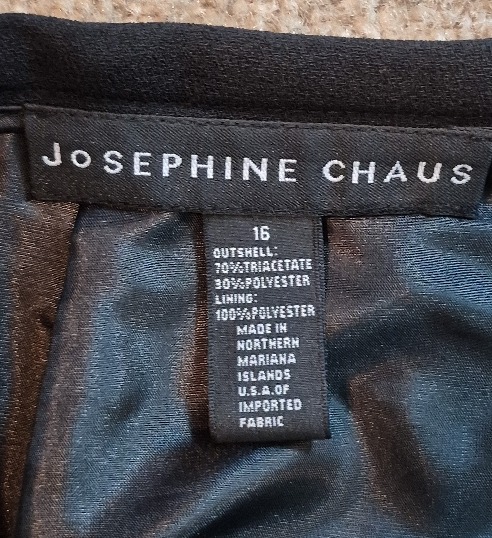 JoSEPHINE CHAUS
16
OUTSHELL:
70%TRIACETATE
30%POLYESTER
LINING:
100%POLYESTER
MADE IN
NORTHERN
MARIANA
ISLANDS
U.S.A.OF
IMPORTED
FABRIC